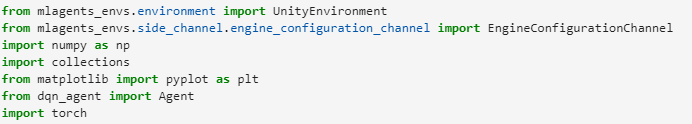 from mlagents_envs.environment import UnityEnvironment
from mlagents_envs.side_channel.engine_configuration_channel import EngineConfigurationChannel
import numpy as np
import collections
from matplotlib import pyplot as plt
from dqn_agent import Agent
import torch